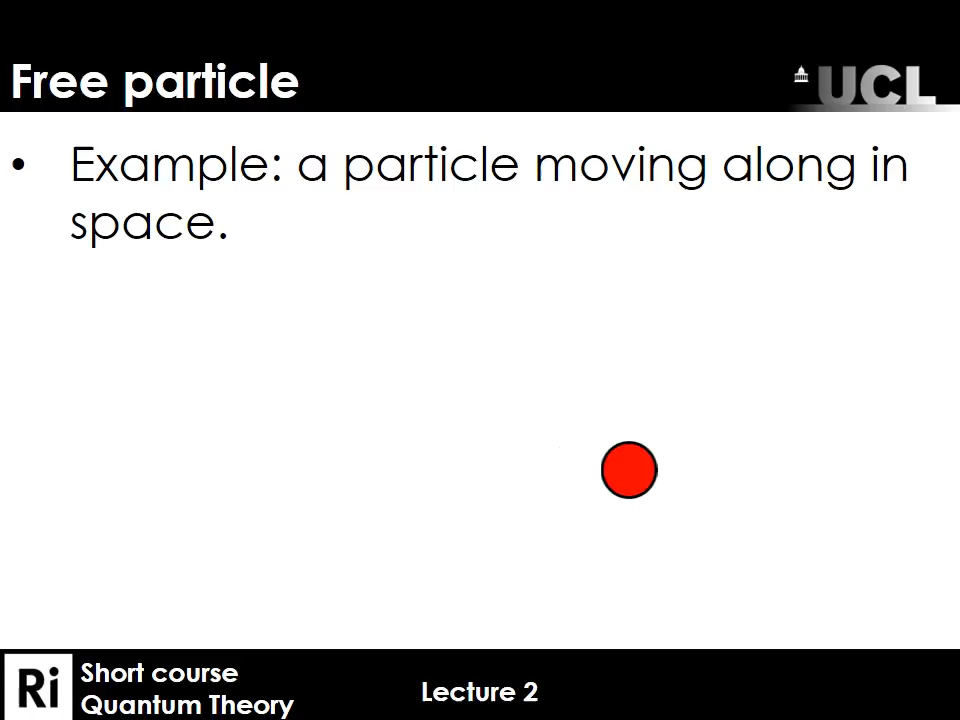 Free particle
UCL
• Example: a particle moving along in
space.
Ri
Short course
Quantum Theory
Lecture 2